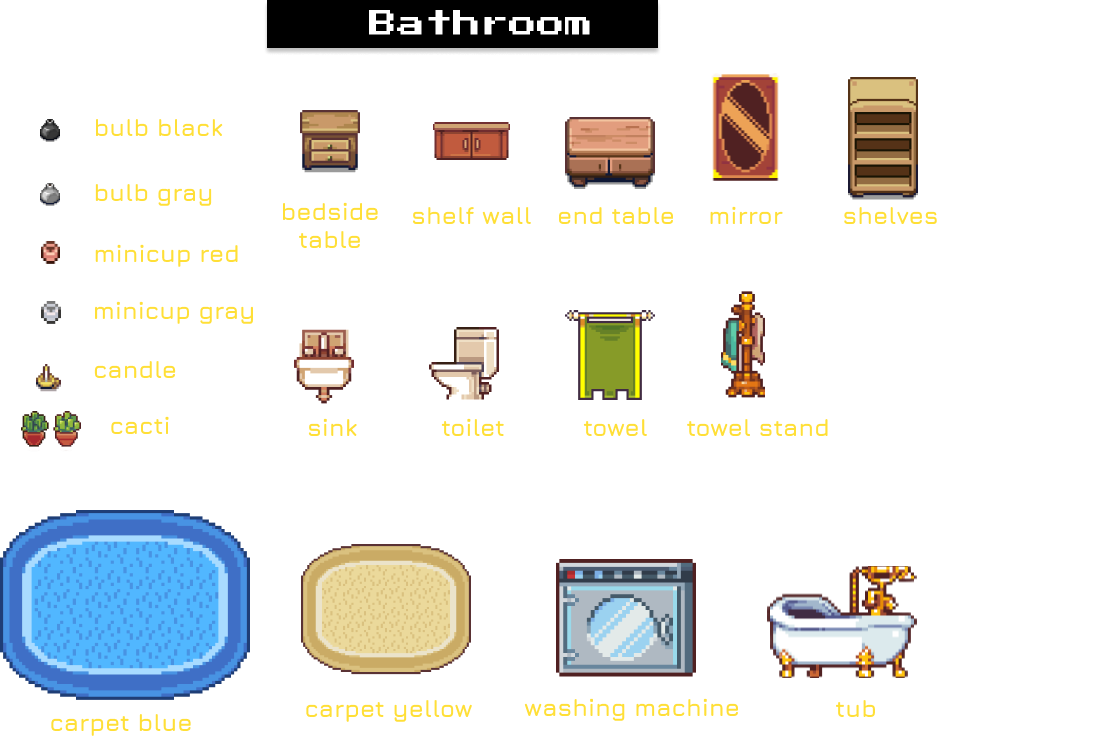 Bathroom
bulb black
bulb gray
minicup red
minicup gray
candle
cacti
bedside
table
shelf wall
end table
mirror
shelves
sink
toilet
towel
towel stand
carpet blue
carpet yellow
washing machine
tub